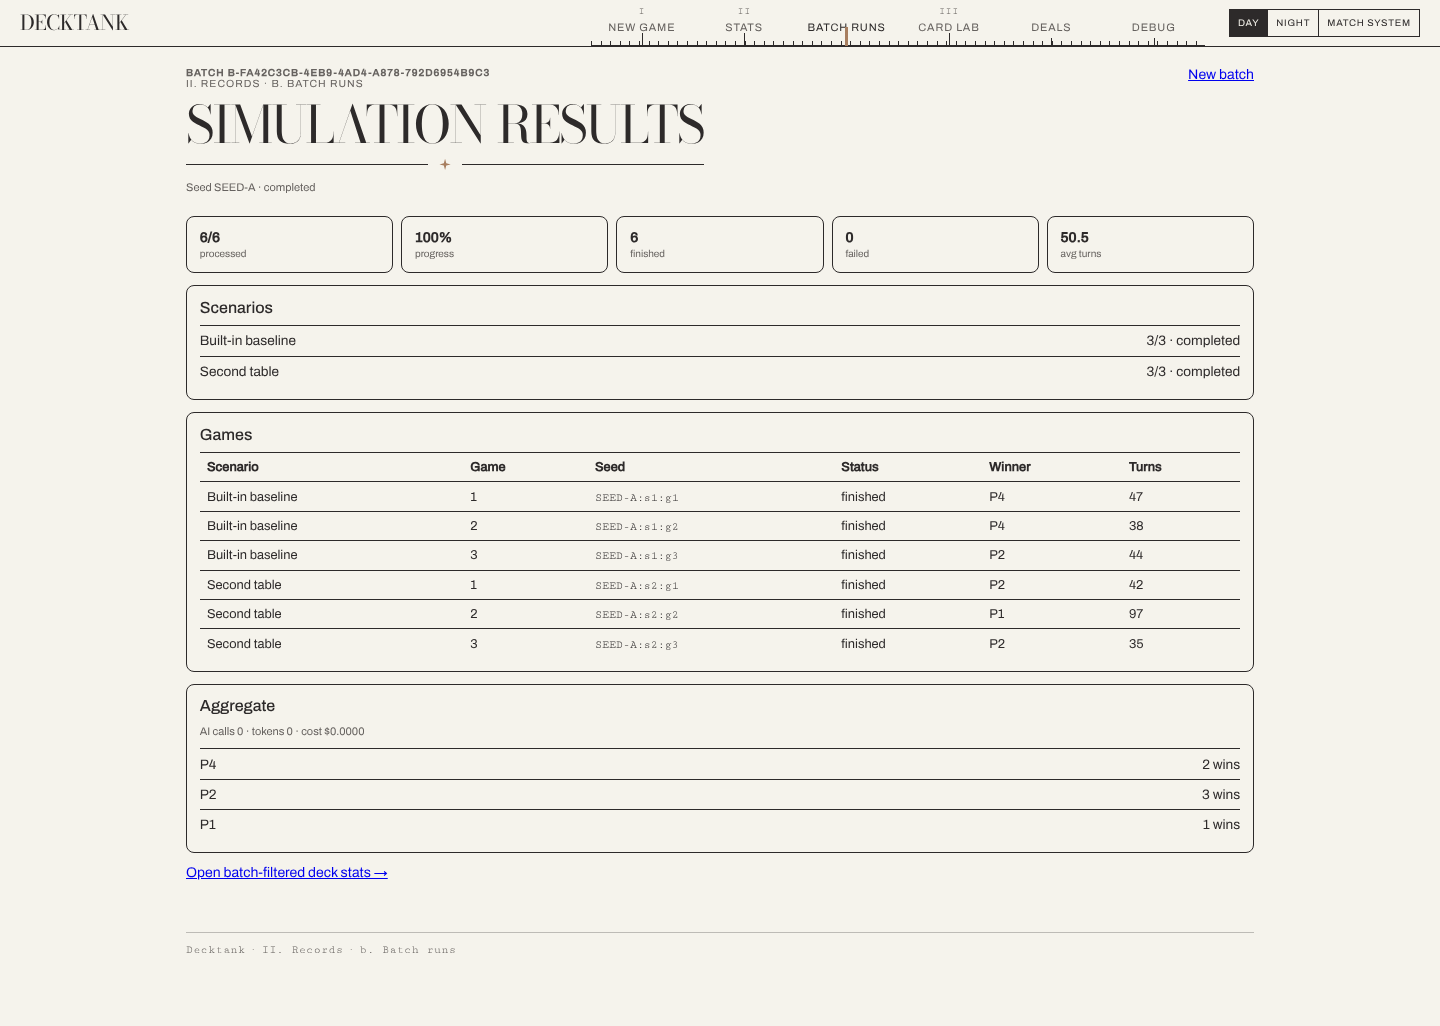 DECKTANK
I II III
NEW GAME STATS BATCH RUNS CARD LAB DEALS DEBUG
DAY NIGHT MATCH SYSTEM
BATCH B-FA42C3CB-4EB9-4AD4-A878-792D6954B9C3
New batch
II. RECORDS · B. BATCH RUNS
SIMULATION RESULTS
Seed SEED-A · completed
6/6 100% 6 0 50.5
processed progress finished failed avg turns
Scenarios
Built-in baseline 3/3 · completed
Second table 3/3 · completed
Games
Scenario Game Seed Status Winner Turns
Built-in baseline 1 SEED-A:s1:g1 finished P4 47
Built-in baseline 2 SEED-A:s1:g2 finished P4 38
Built-in baseline 3 SEED-A:s1:g3 finished P2 44
Second table 1 SEED-A:s2:g1 finished P2 42
Second table 2 SEED-A:s2:g2 finished P1 97
Second table 3 SEED-A:s2:g3 finished P2 35
Aggregate
AI calls 0 · tokens 0 · cost $0.0000
P4 2 wins
P2 3 wins
P1 1 wins
Open batch-filtered deck stats →
Decktank · II. Records · b. Batch runs